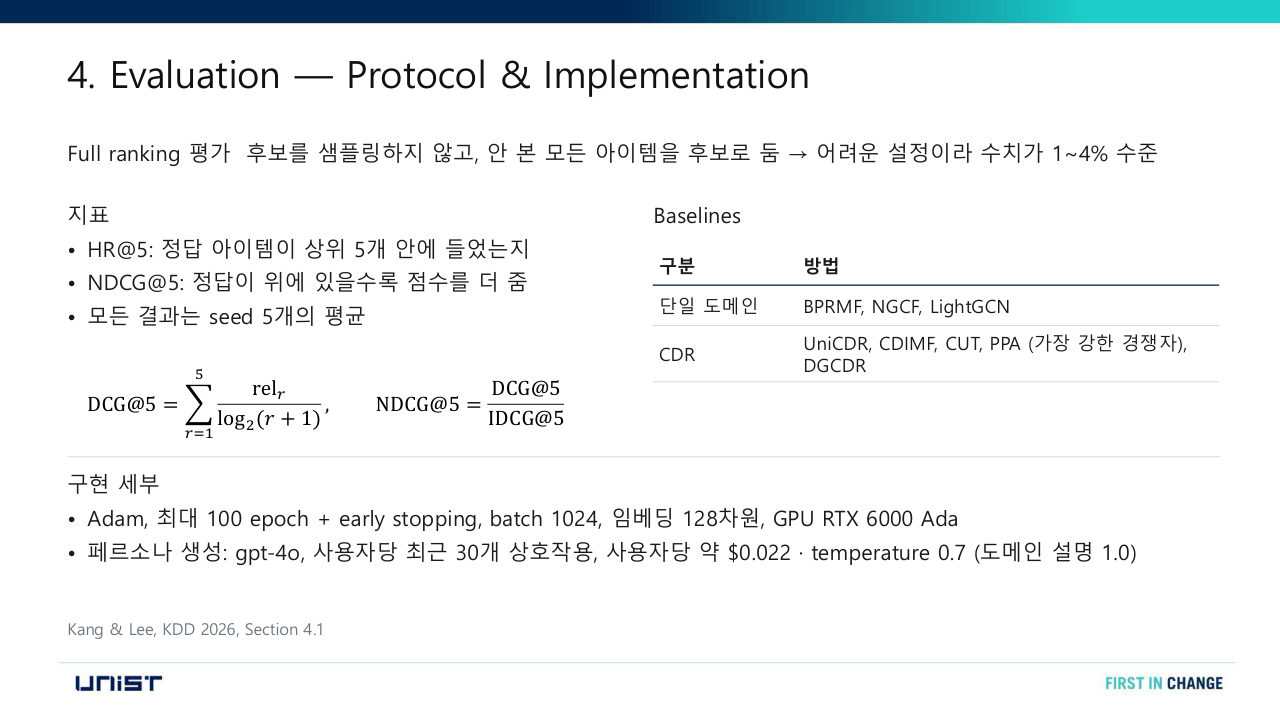 4. Evaluation — Protocol & Implementation
Full ranking 평가  후보를 샘플링하지 않고, 안 본 모든 아이템을 후보로 둠 → 어려운 설정이라 수치가 1~4% 수준
지표
• HR@5: 정답 아이템이 상위 5개 안에 들었는지
• NDCG@5: 정답이 위에 있을수록 점수를 더 줌
• 모든 결과는 seed 5개의 평균
DCG@5 = ∑_{r=1}^{5} rel_r / log₂(r + 1),  NDCG@5 = DCG@5 / IDCG@5
Baselines
구분 방법
단일 도메인 BPRMF, NGCF, LightGCN
CDR UniCDR, CDIMF, CUT, PPA (가장 강한 경쟁자),
DGCDR
구현 세부
• Adam, 최대 100 epoch + early stopping, batch 1024, 임베딩 128차원, GPU RTX 6000 Ada
• 페르소나 생성: gpt-4o, 사용자당 최근 30개 상호작용, 사용자당 약 $0.022 · temperature 0.7 (도메인 설명 1.0)
Kang & Lee, KDD 2026, Section 4.1
UNIST
FIRST IN CHANGE